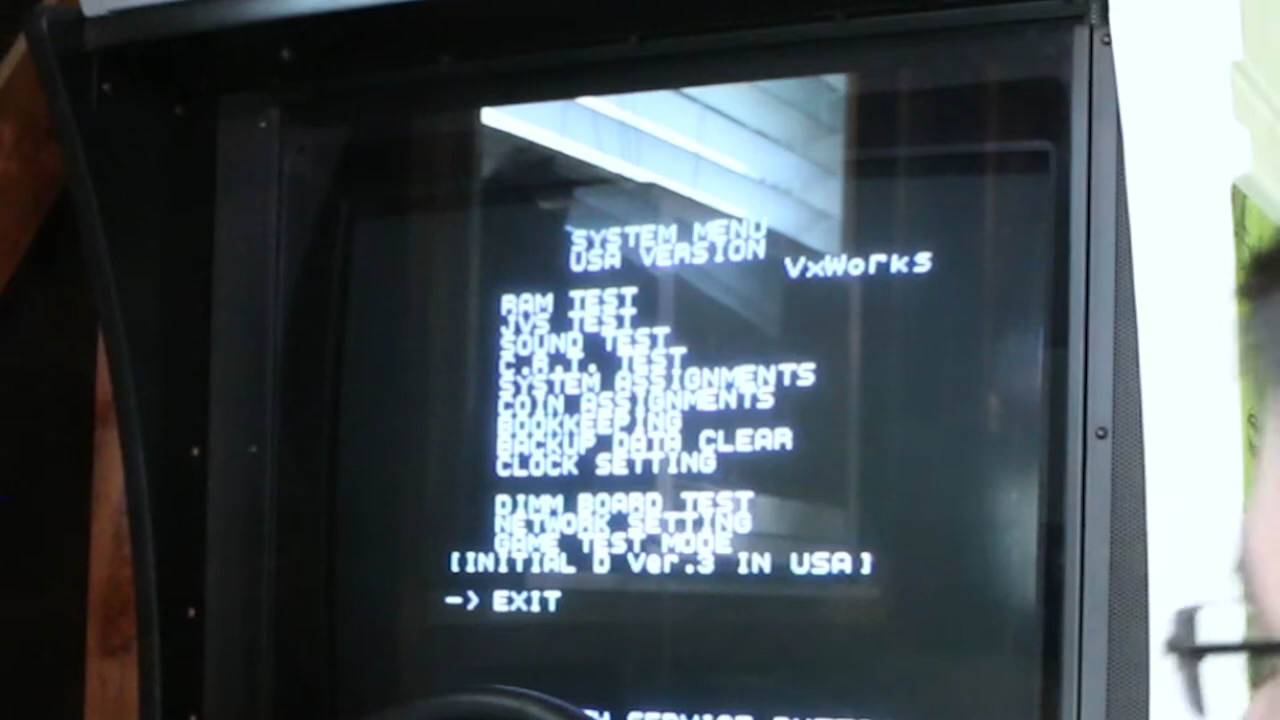 SYSTEM MENU
USA VERSION
VxWorks
RAM TEST
JVS TEST
SOUND TEST
C.R.T. TEST
SYSTEM ASSIGNMENTS
COIN ASSIGNMENTS
BOOKKEEPING
BACKUP DATA CLEAR
CLOCK SETTING
DIMM BOARD TEST
NETWORK SETTING
GAME TEST MODE
[INITIAL D Ver.3 IN USA]
-> EXIT
SERVICE